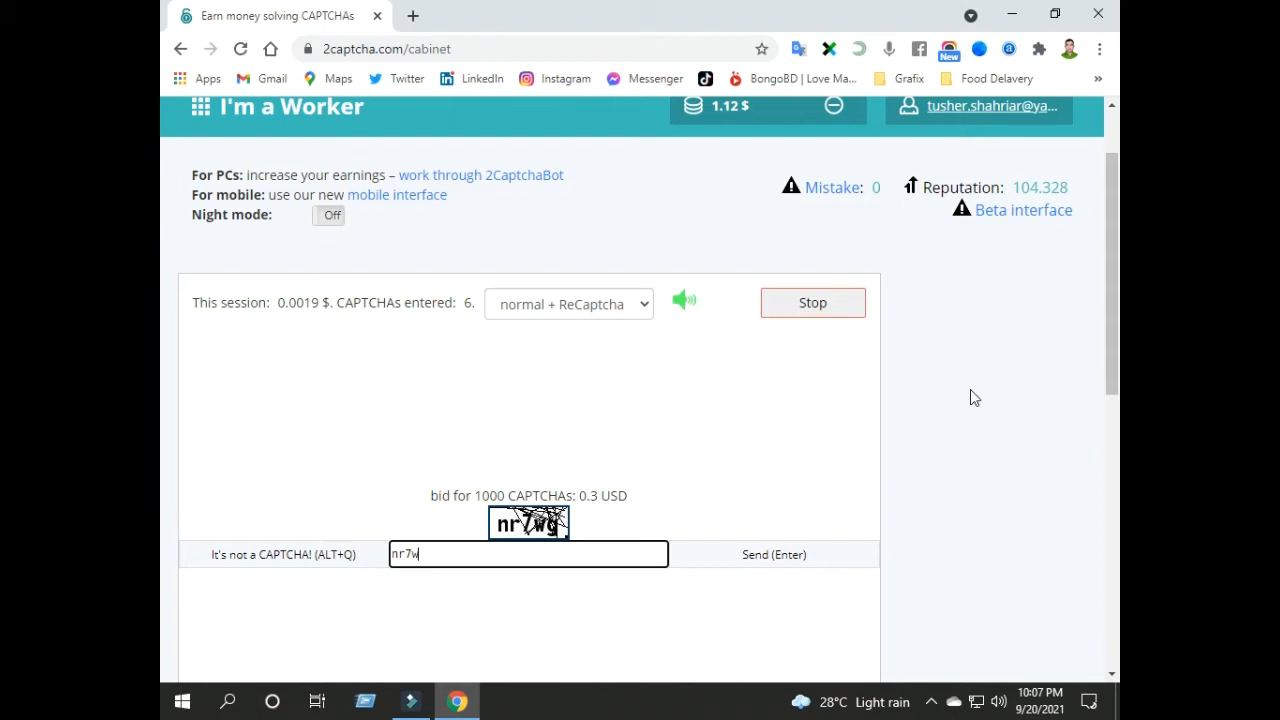 Earn money solving CAPTCHAs
2captcha.com/cabinet
New
Apps Gmail Maps Twitter LinkedIn Instagram Messenger BongoBD | Love Ma... Grafix Food Delavery »
I'm a Worker 1.12 $ tusher.shahriar@ya...
For PCs: increase your earnings – work through 2CaptchaBot
For mobile: use our new mobile interface
Night mode: Off
Mistake: 0 Reputation: 104.328
Beta interface
This session: 0.0019 $. CAPTCHAs entered: 6. normal + ReCaptcha Stop
bid for 1000 CAPTCHAs: 0.3 USD
nr7wg
It's not a CAPTCHA! (ALT+Q) nr7w Send (Enter)
28°C Light rain
10:07 PM
9/20/2021